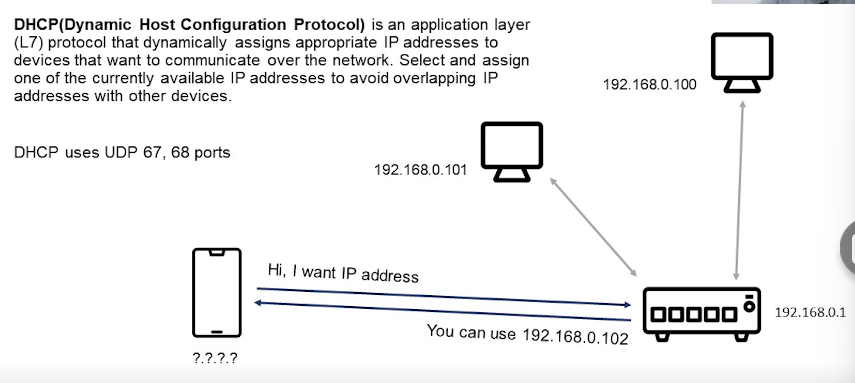 DHCP(Dynamic Host Configuration Protocol) is an application layer
(L7) protocol that dynamically assigns appropriate IP addresses to
devices that want to communicate over the network. Select and assign
one of the currently available IP addresses to avoid overlapping IP
addresses with other devices.
192.168.0.100
DHCP uses UDP 67, 68 ports
192.168.0.101
Hi, I want IP address
192.168.0.1
You can use 192.168.0.102
?.?.?.?